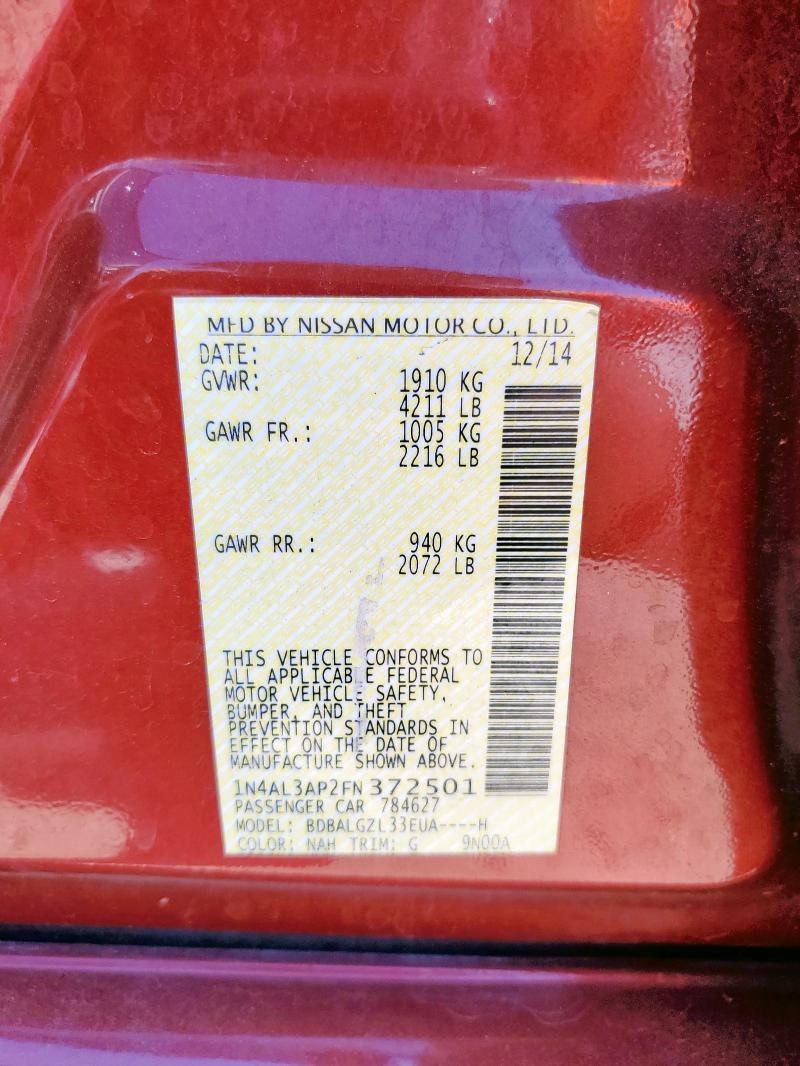 MFD BY NISSAN MOTOR CO., LTD.
DATE: 12/14
GVWR: 1910 KG
4211 LB
GAWR FR.: 1005 KG
2216 LB
GAWR RR.: 940 KG
2072 LB
THIS VEHICLE CONFORMS TO
ALL APPLICABLE FEDERAL
MOTOR VEHICLE SAFETY,
BUMPER, AND THEFT
PREVENTION STANDARDS IN
EFFECT ON THE DATE OF
MANUFACTURE SHOWN ABOVE.
1N4AL3AP2FN372501
PASSENGER CAR 784627
MODEL: BDBALGZL33EUA----H
COLOR: NAH TRIM: G 9N00A